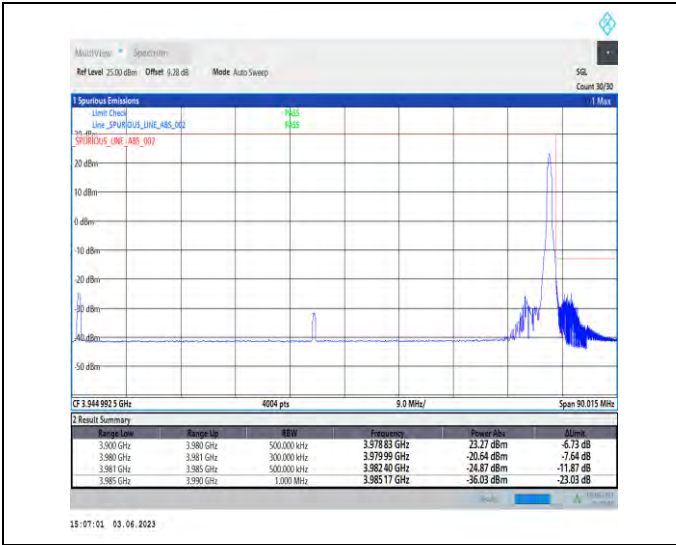 MultiView Spectrum
Ref Level 25.00 dBm Offset 9.28 dB Mode Auto Sweep SGL
Count 30/30
1 Spurious Emissions 1 Max
Limit Check PASS
Line _SPURIOUS_LINE_ABS_002 PASS
_SPURIOUS_LINE_ABS_002
20 dBm
10 dBm
0 dBm
-10 dBm
-20 dBm
-30 dBm
-40 dBm
-50 dBm
CF 3.944 992 5 GHz 4004 pts 9.0 MHz/ Span 90.015 MHz
2 Result Summary
Range Low Range Up RBW Frequency Power Abs ΔLimit
3.900 GHz 3.980 GHz 500.000 kHz 3.978 83 GHz 23.27 dBm -6.73 dB
3.980 GHz 3.981 GHz 300.000 kHz 3.979 99 GHz -20.64 dBm -7.64 dB
3.981 GHz 3.985 GHz 500.000 kHz 3.982 40 GHz -24.87 dBm -11.87 dB
3.985 GHz 3.990 GHz 1.000 MHz 3.985 17 GHz -36.03 dBm -23.03 dB
15:07:01 03.06.2023